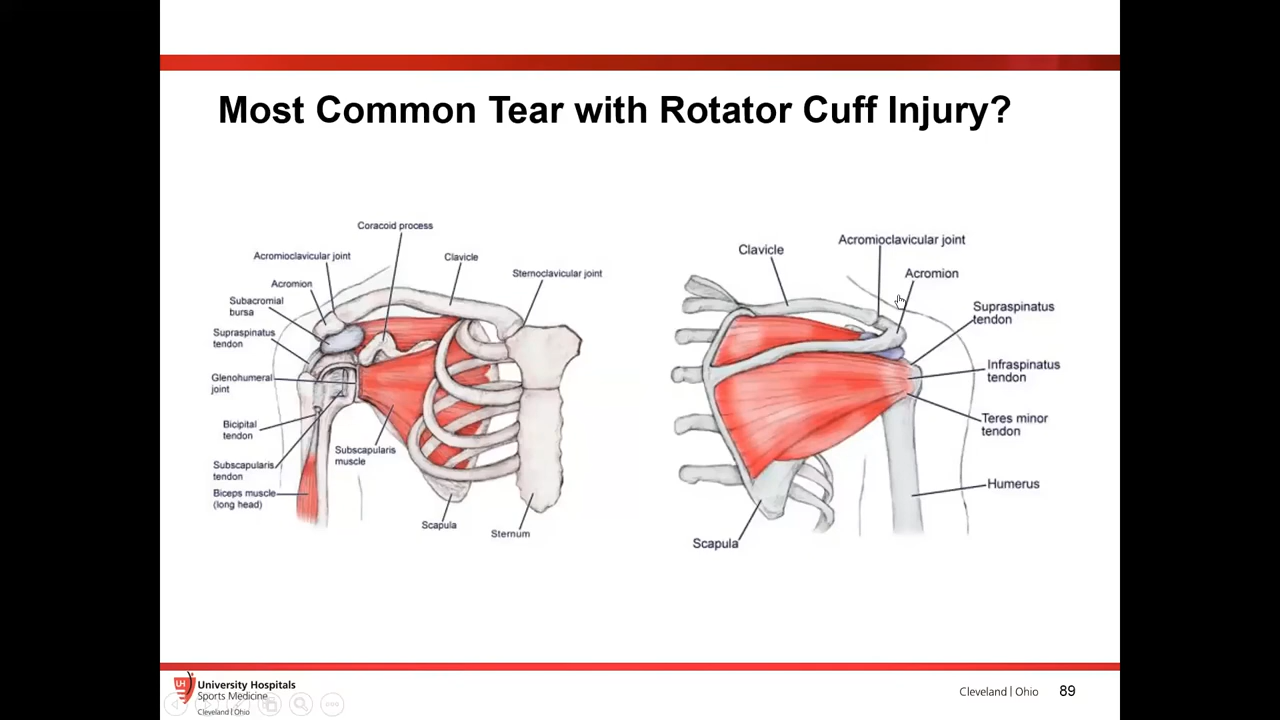 Most Common Tear with Rotator Cuff Injury?
Coracoid process
Acromioclavicular joint
Clavicle
Sternoclavicular joint
Acromion
Subacromial
bursa
Supraspinatus
tendon
Glenohumeral
joint
Bicipital
tendon
Subscapularis
muscle
Subscapularis
tendon
Biceps muscle
(long head)
Scapula
Sternum
Clavicle
Acromioclavicular joint
Acromion
Supraspinatus
tendon
Infraspinatus
tendon
Teres minor
tendon
Humerus
Scapula
UH
University Hospitals
Sports Medicine
Cleveland | Ohio
Cleveland | Ohio 89